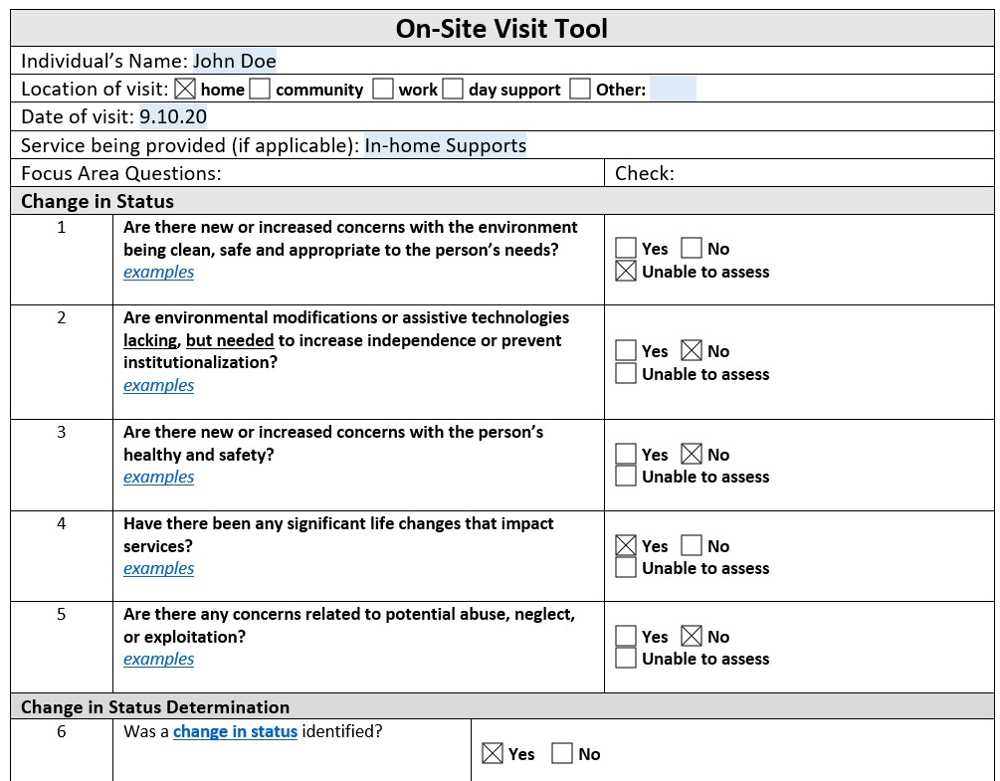 On-Site Visit Tool
Individual’s Name: John Doe
Location of visit: ☒ home ☐ community ☐ work ☐ day support ☐ Other:
Date of visit: 9.10.20
Service being provided (if applicable): In-home Supports
Focus Area Questions: Check:
Change in Status
1 Are there new or increased concerns with the environment
being clean, safe and appropriate to the person’s needs?
examples
☐ Yes ☐ No
☒ Unable to assess
2 Are environmental modifications or assistive technologies
lacking, but needed to increase independence or prevent
institutionalization?
examples
☐ Yes ☒ No
☐ Unable to assess
3 Are there new or increased concerns with the person’s
healthy and safety?
examples
☐ Yes ☒ No
☐ Unable to assess
4 Have there been any significant life changes that impact
services?
examples
☒ Yes ☐ No
☐ Unable to assess
5 Are there any concerns related to potential abuse, neglect,
or exploitation?
examples
☐ Yes ☒ No
☐ Unable to assess
Change in Status Determination
6 Was a change in status identified?
☒ Yes ☐ No